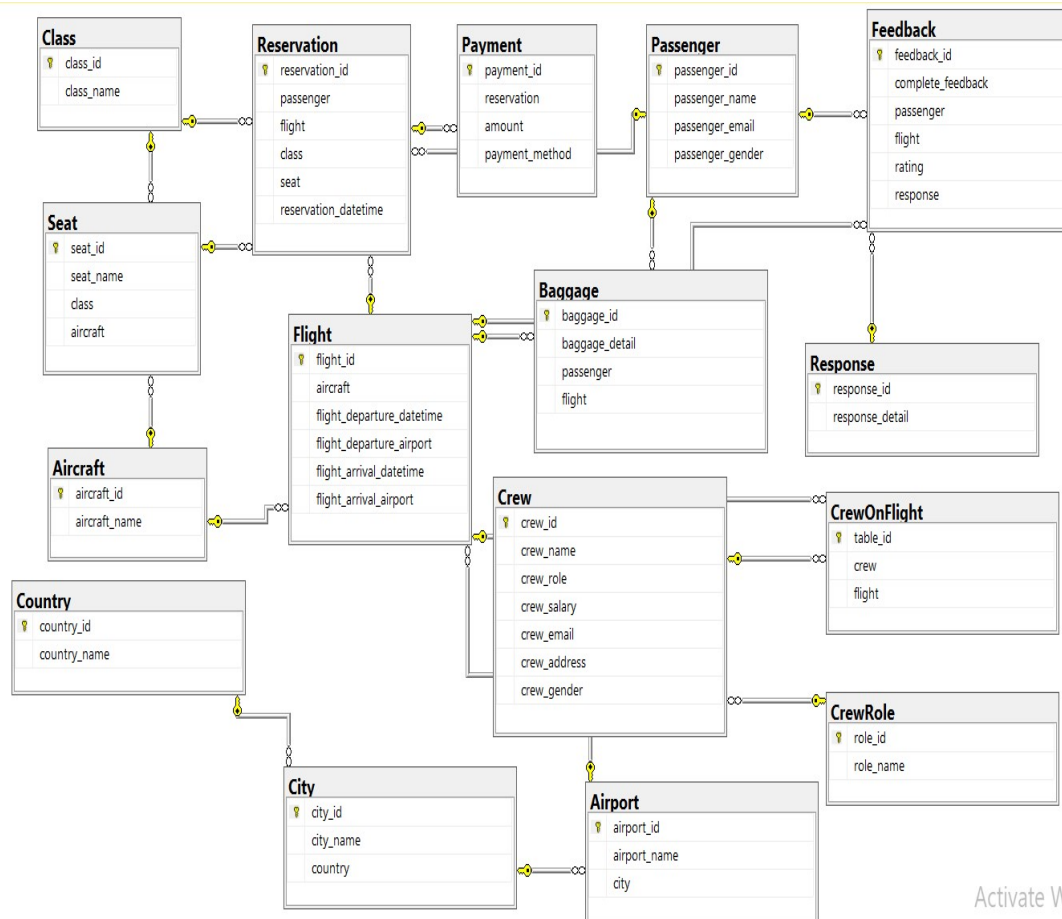 Class
class_id
class_name
Reservation
reservation_id
passenger
flight
class
seat
reservation_datetime
Payment
payment_id
reservation
amount
payment_method
Passenger
passenger_id
passenger_name
passenger_email
passenger_gender
Feedback
feedback_id
complete_feedback
passenger
flight
rating
response
Seat
seat_id
seat_name
class
aircraft
Flight
flight_id
aircraft
flight_departure_datetime
flight_departure_airport
flight_arrival_datetime
flight_arrival_airport
Baggage
baggage_id
baggage_detail
passenger
flight
Response
response_id
response_detail
Aircraft
aircraft_id
aircraft_name
Crew
crew_id
crew_name
crew_role
crew_salary
crew_email
crew_address
crew_gender
CrewOnFlight
table_id
crew
flight
Country
country_id
country_name
CrewRole
role_id
role_name
City
city_id
city_name
country
Airport
airport_id
airport_name
city
Activate W